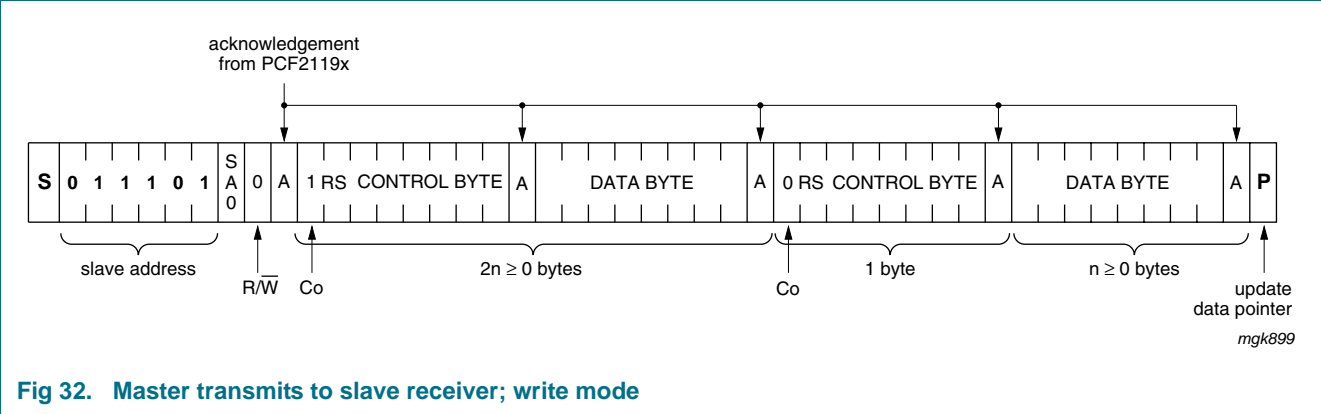 acknowledgement
from PCF2119x
S 0 1 1 1 0 1 S A 0 0 A 1 RS CONTROL BYTE A DATA BYTE A 0 RS CONTROL BYTE A DATA BYTE A P
slave address
2n ≥ 0 bytes
1 byte
n ≥ 0 bytes
R/W̅
Co
Co
update
data pointer
mgk899
Fig 32. Master transmits to slave receiver; write mode